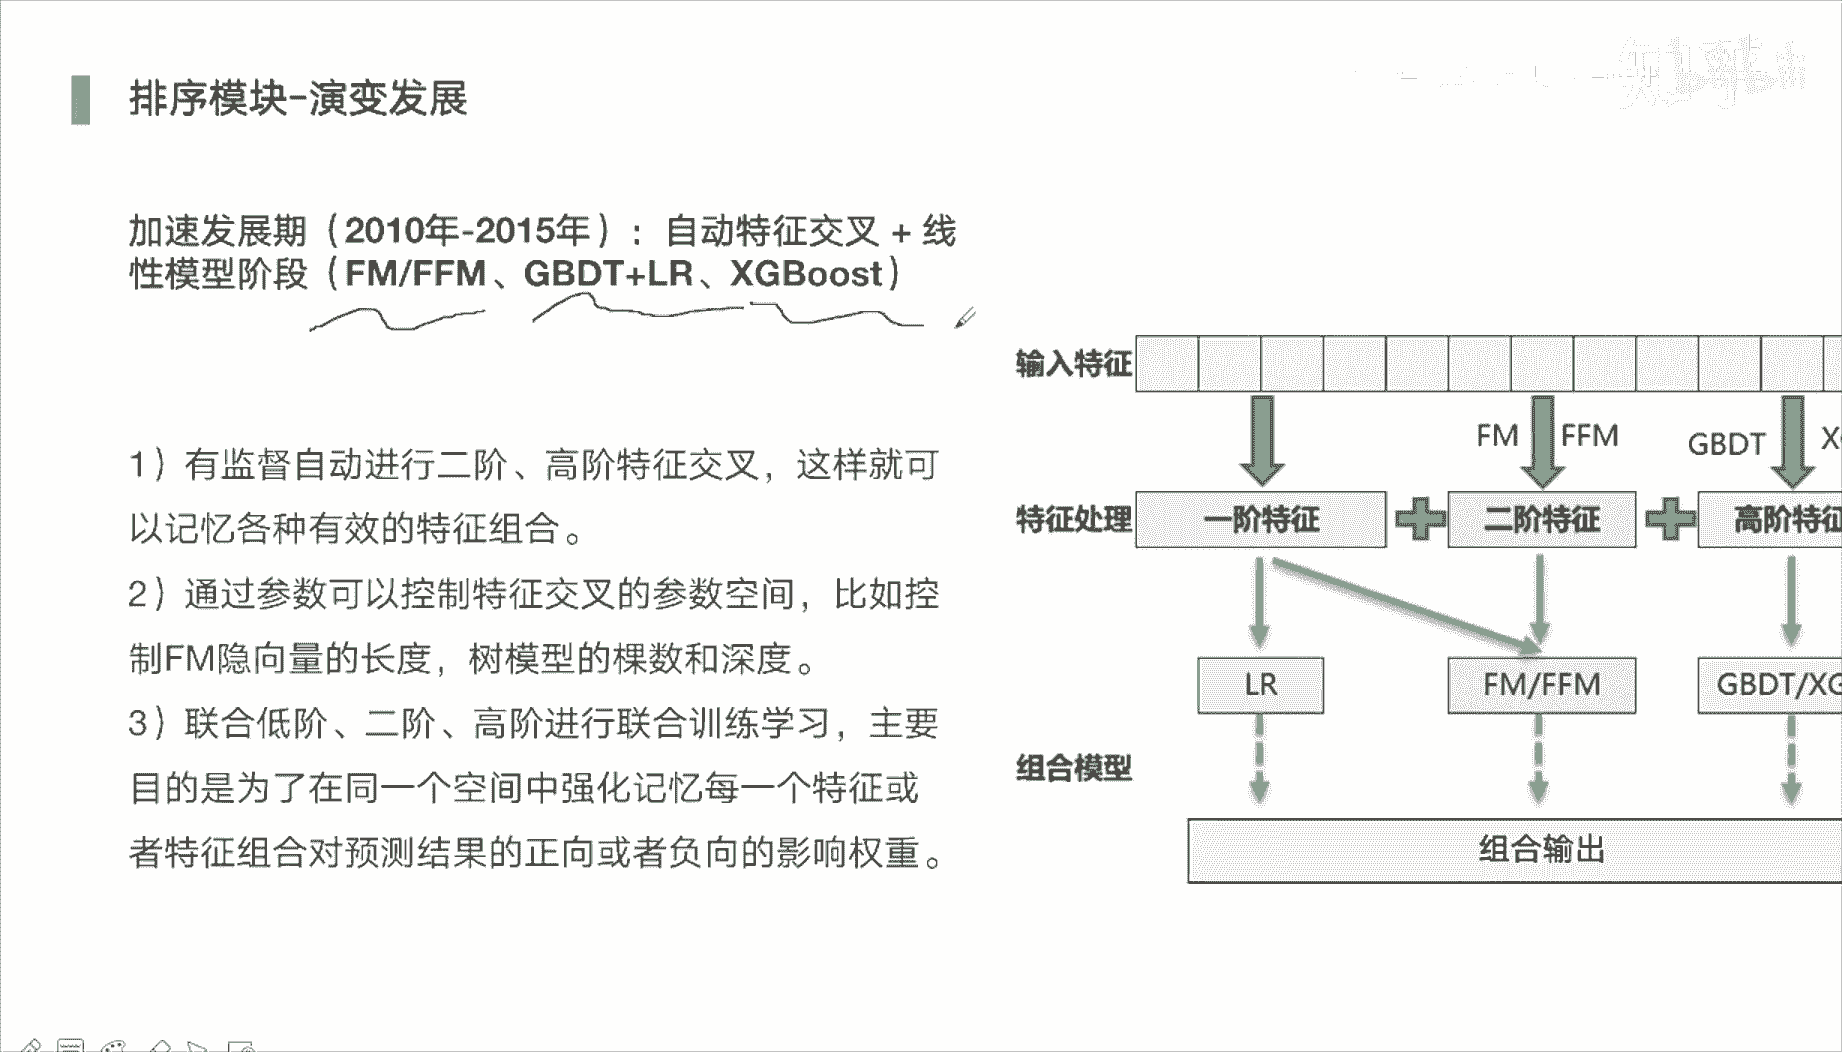 排序模块-演变发展
加速发展期（2010年-2015年）：自动特征交叉 + 线
性模型阶段（FM/FFM、GBDT+LR、XGBoost）
1）有监督自动进行二阶、高阶特征交叉，这样就可
以记忆各种有效的特征组合。
2）通过参数可以控制特征交叉的参数空间，比如控
制FM隐向量的长度，树模型的棵数和深度。
3）联合低阶、二阶、高阶进行联合训练学习，主要
目的是为了在同一个空间中强化记忆每一个特征或
者特征组合对预测结果的正向或者负向的影响权重。
输入特征
FM FFM GBDT
特征处理 一阶特征 二阶特征 高阶特征
LR FM/FFM GBDT/XG
组合模型
组合输出